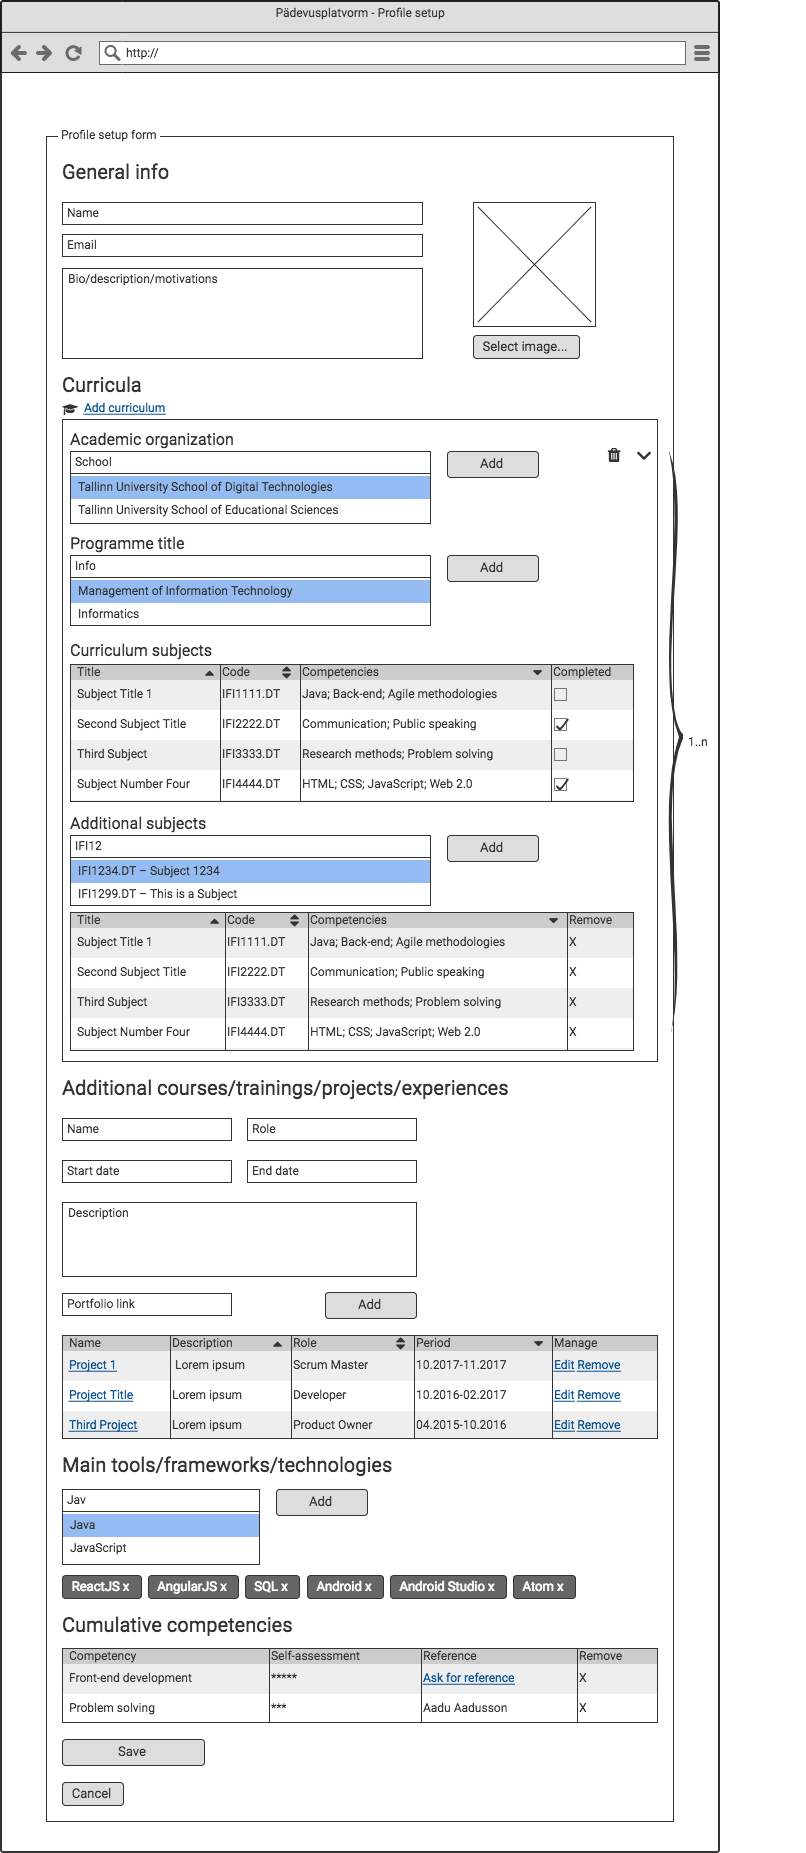 Pädevusplatvorm - Profile setup
http://
Profile setup form
General info
Name
Email
Bio/description/motivations
Select image...
Curricula
Add curriculum
Academic organization
School
Add
Tallinn University School of Digital Technologies
Tallinn University School of Educational Sciences
Programme title
Info
Add
Management of Information Technology
Informatics
Curriculum subjects
Title Code Competencies Completed
Subject Title 1 IFI1111.DT Java; Back-end; Agile methodologies
Second Subject Title IFI2222.DT Communication; Public speaking
Third Subject IFI3333.DT Research methods; Problem solving
Subject Number Four IFI4444.DT HTML; CSS; JavaScript; Web 2.0
1..n
Additional subjects
IFI12
Add
IFI1234.DT – Subject 1234
IFI1299.DT – This is a Subject
Title Code Competencies Remove
Subject Title 1 IFI1111.DT Java; Back-end; Agile methodologies X
Second Subject Title IFI2222.DT Communication; Public speaking X
Third Subject IFI3333.DT Research methods; Problem solving X
Subject Number Four IFI4444.DT HTML; CSS; JavaScript; Web 2.0 X
Additional courses/trainings/projects/experiences
Name Role
Start date End date
Description
Portfolio link Add
Name Description Role Period Manage
Project 1 Lorem ipsum Scrum Master 10.2017-11.2017 Edit Remove
Project Title Lorem ipsum Developer 10.2016-02.2017 Edit Remove
Third Project Lorem ipsum Product Owner 04.2015-10.2016 Edit Remove
Main tools/frameworks/technologies
Jav Add
Java
JavaScript
ReactJS x AngularJS x SQL x Android x Android Studio x Atom x
Cumulative competencies
Competency Self-assessment Reference Remove
Front-end development ***** Ask for reference X
Problem solving *** Aadu Aadusson X
Save
Cancel